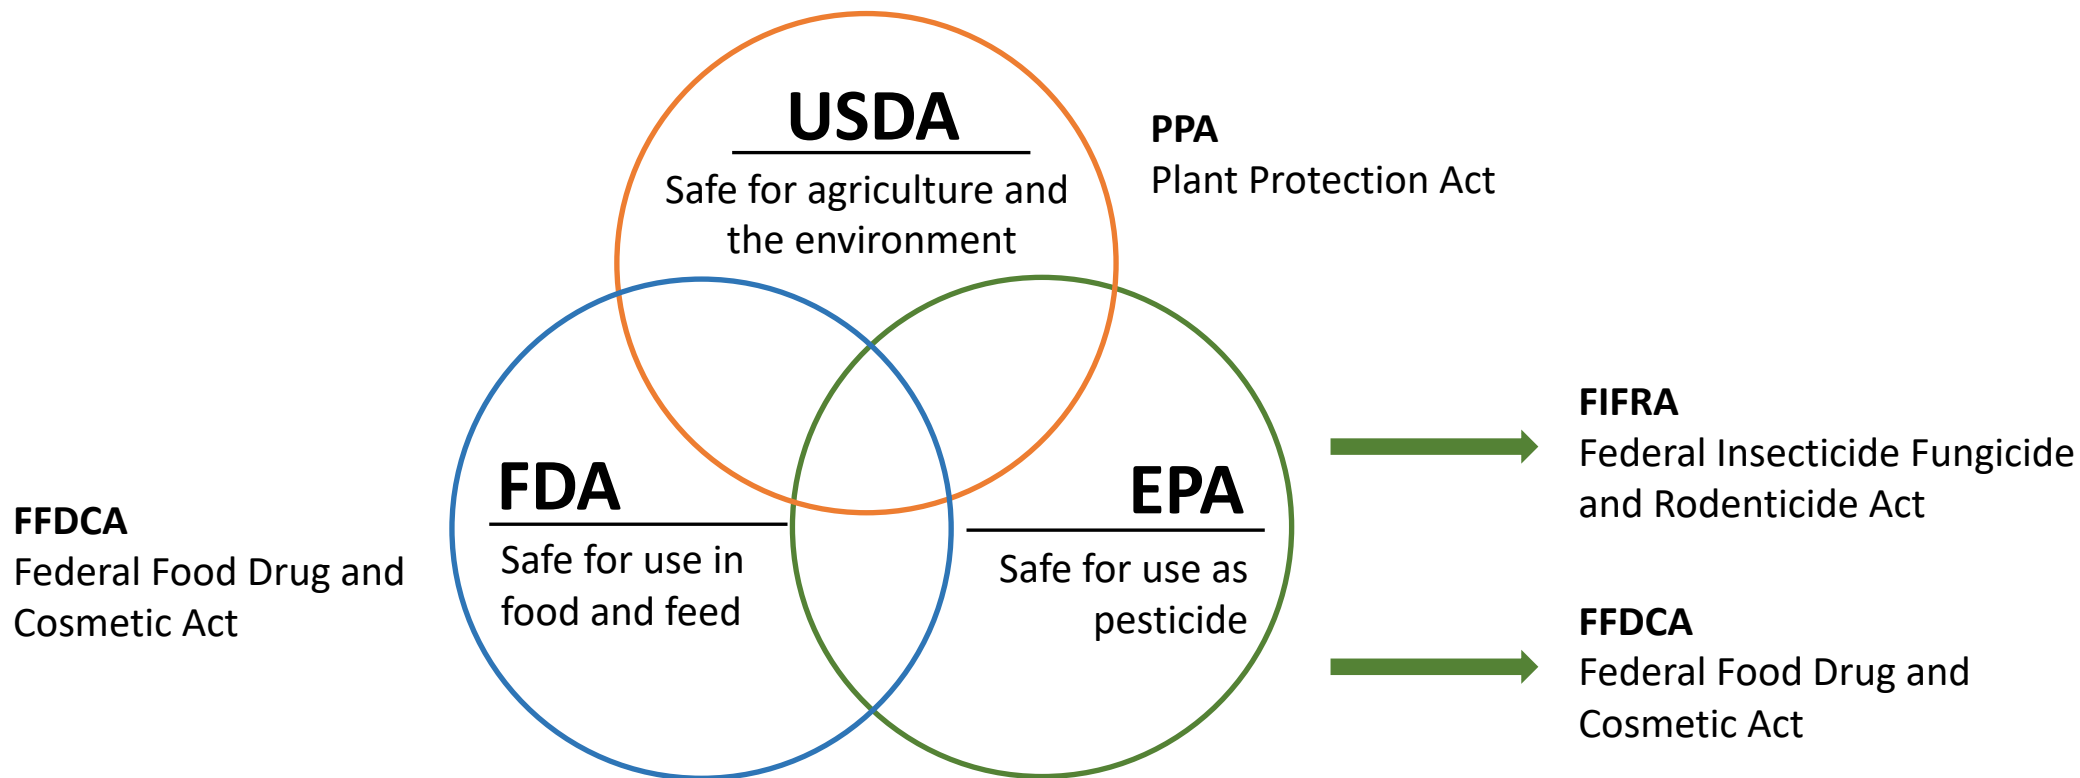 USDA
Safe for agriculture and
the environment
PPA
Plant Protection Act
FDA
Safe for use in
food and feed
FFDCA
Federal Food Drug and
Cosmetic Act
EPA
Safe for use as
pesticide
FIFRA
Federal Insecticide Fungicide
and Rodenticide Act
FFDCA
Federal Food Drug and
Cosmetic Act